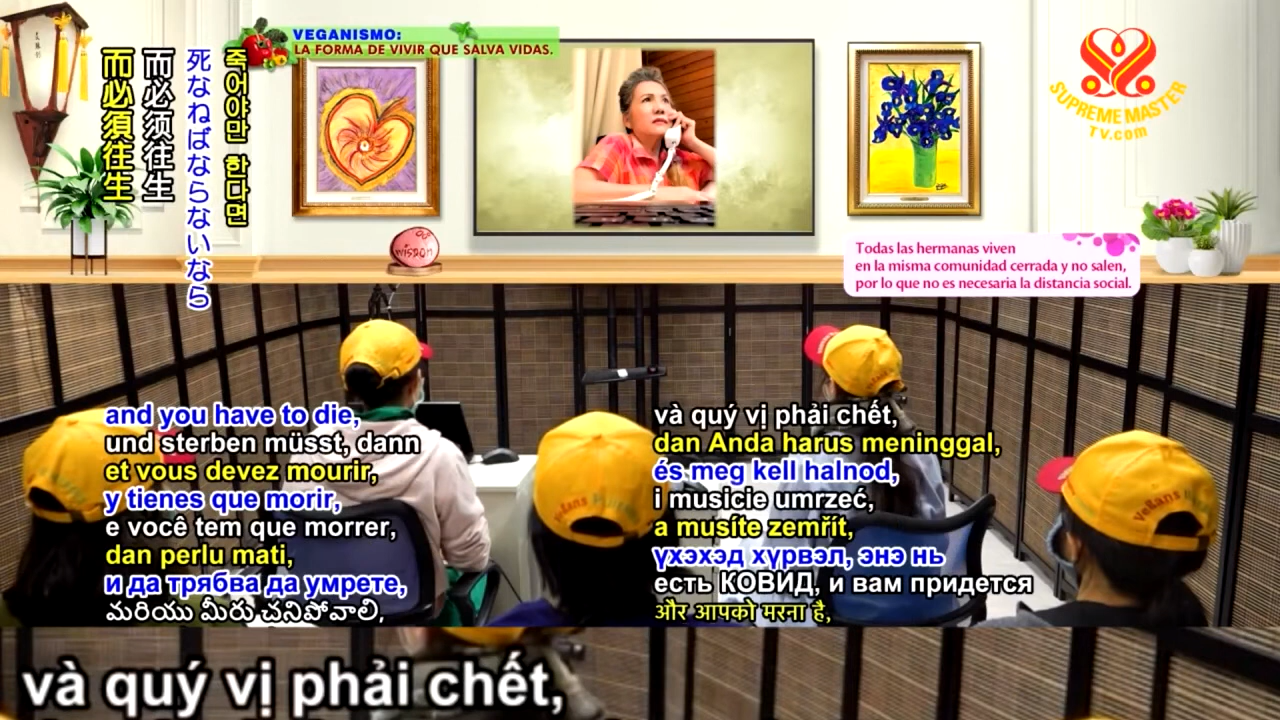 VEGANISMO:
LA FORMA DE VIVIR QUE SALVA VIDAS.
죽어야만 한다면
死なねばならないなら
而必须往生
而必須往生
SUPREME MASTER
TV.com
wisdom
Todas las hermanas viven
en la misma comunidad cerrada y no salen,
por lo que no es necesaria la distancia social.
and you have to die,
und sterben müsst, dann
et vous devez mourir,
y tienes que morir,
e você tem que morrer,
dan perlu mati,
и да трябва да умрете,
మరియు మీరు చనిపోవాలి,
và quý vị phải chết,
dan Anda harus meninggal,
és meg kell halnod,
i musicie umrzeć,
a musíte zemřít,
үхэхэд хүрвэл, энэ нь
есть КОВИД, и вам придется
और आपको मरना है,
và quý vị phải chết,